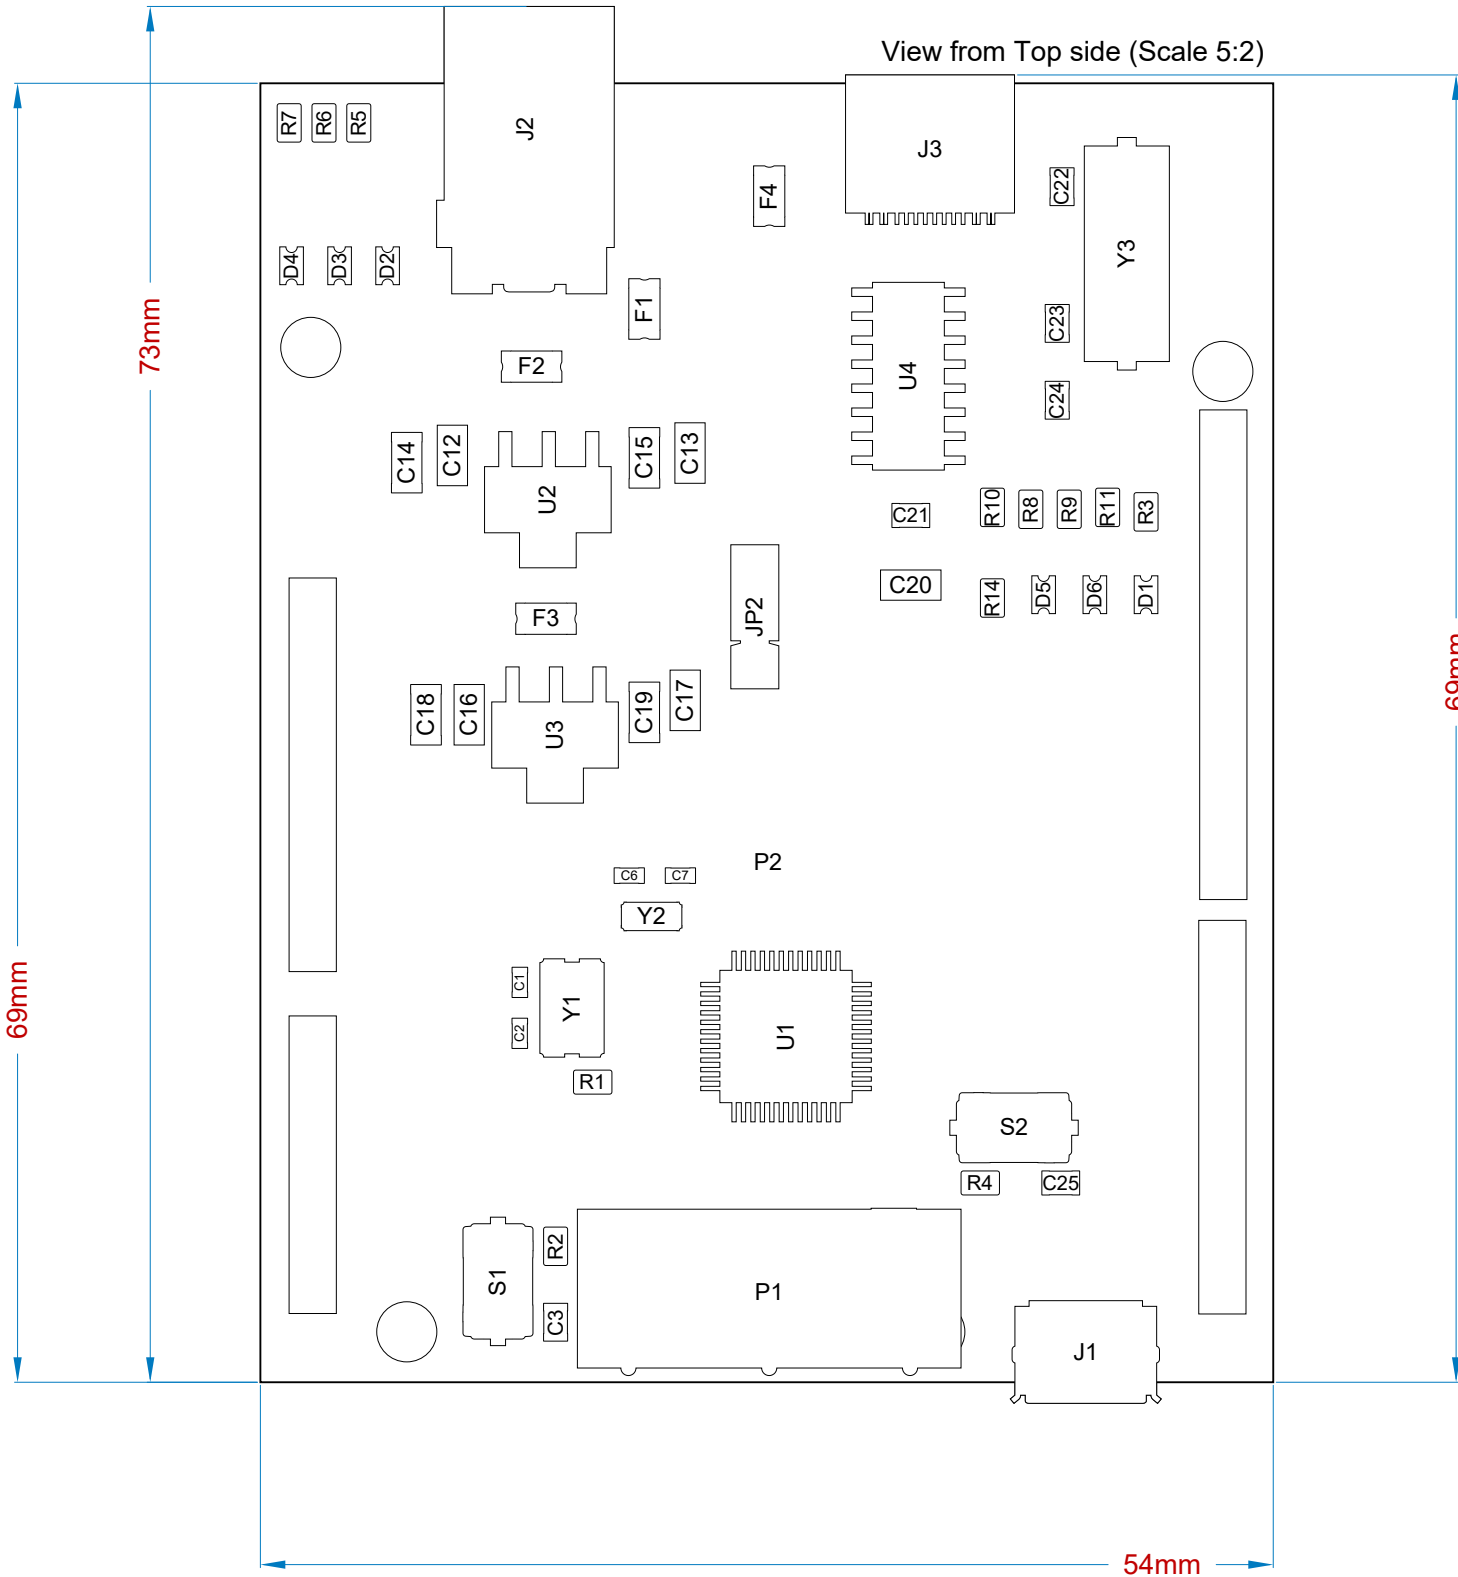 View from Top side (Scale 5:2)
R7
R6
R5
J2
J3
F4
C22
Y3
D4
D3
D2
F1
C23
73mm
F2
U4
C24
C14
C12
C15
C13
U2
C21
R10
R8
R9
R11
R3
C20
R14
D5
D6
D1
F3
JP2
69mm
C18
C16
C19
C17
U3
P2
C6
C7
Y2
69mm
C1
Y1
C2
U1
R1
S2
R4
C25
R2
S1
P1
C3
J1
54mm